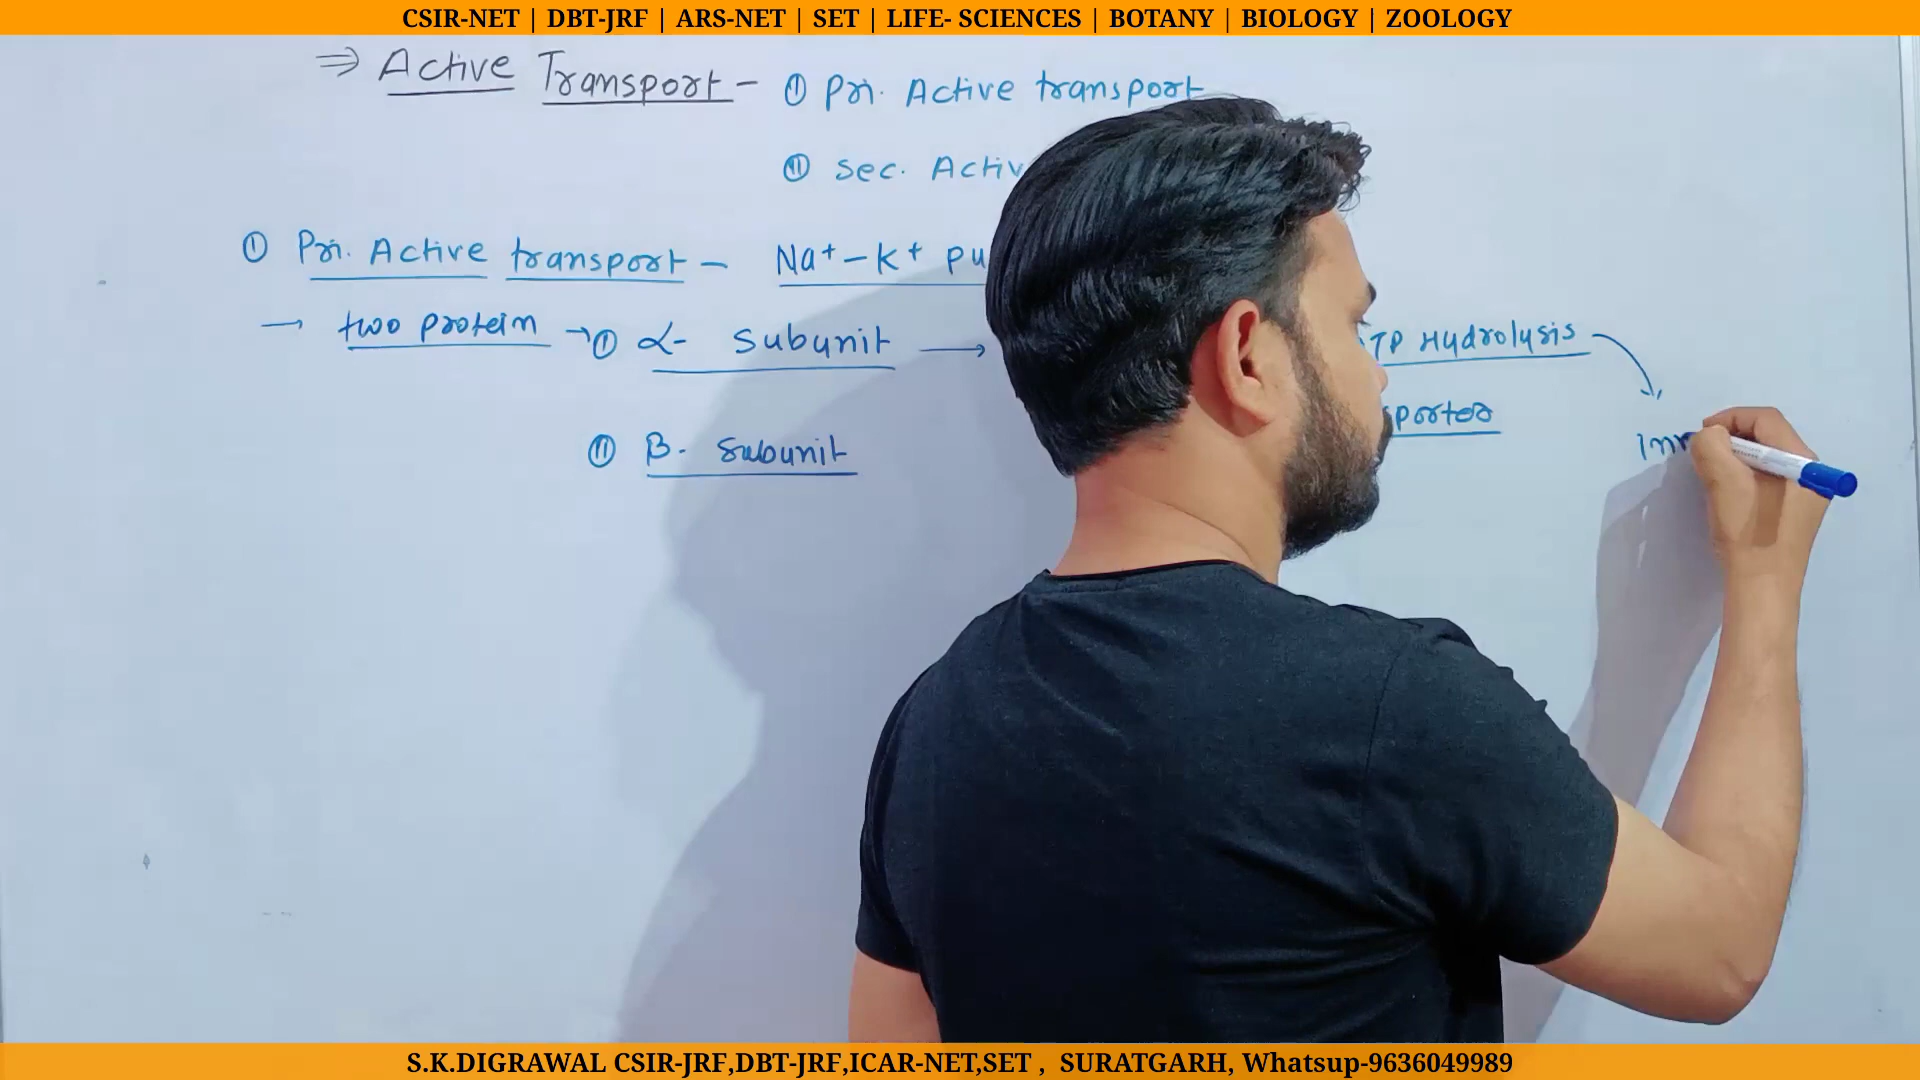 CSIR-NET | DBT-JRF | ARS-NET | SET | LIFE- SCIENCES | BOTANY | BIOLOGY | ZOOLOGY
⇒ Active Transport - ① Pri. Active transport
② Sec. Activ
① Pri. Active transport - Na⁺-K⁺ pu
→ two protein → ① α- Subunit →
TP Hydrolysis
sporter
② β- Subunit
S.K.DIGRAWAL CSIR-JRF,DBT-JRF,ICAR-NET,SET , SURATGARH, Whatsup-9636049989